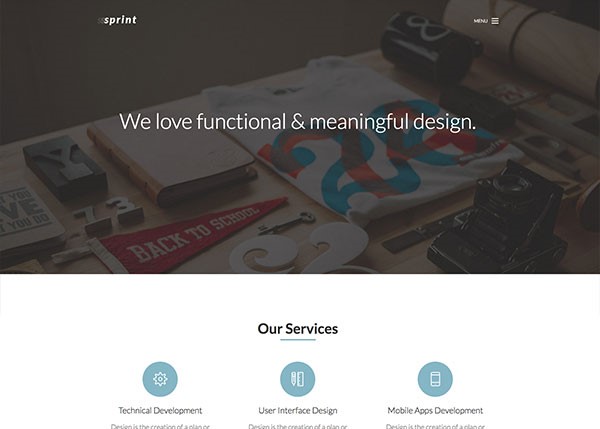 sprint
MENU
We love functional & meaningful design.
Y
73
BACK TO SCHOOL
Our Services
Technical Development
User Interface Design
Mobile Apps Development
Design is the creation of a plan or
Design is the creation of a plan or
Design is the creation of a plan or